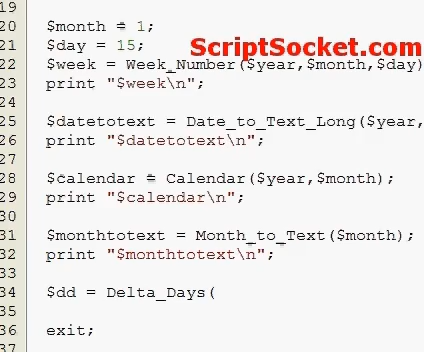 19
20 $month = 1;
21 $day = 15;
ScriptSocket.com
22 $week = Week_Number($year,$month,$day)
23 print "$week\n";
24
25 $datetotext = Date_to_Text_Long($year,
26 print "$datetotext\n";
27
28 $calendar = Calendar($year,$month);
29 print "$calendar\n";
30
31 $monthtotext = Month_to_Text($month);
32 print "$monthtotext\n";
33
34 $dd = Delta_Days(
35
36 exit;
37